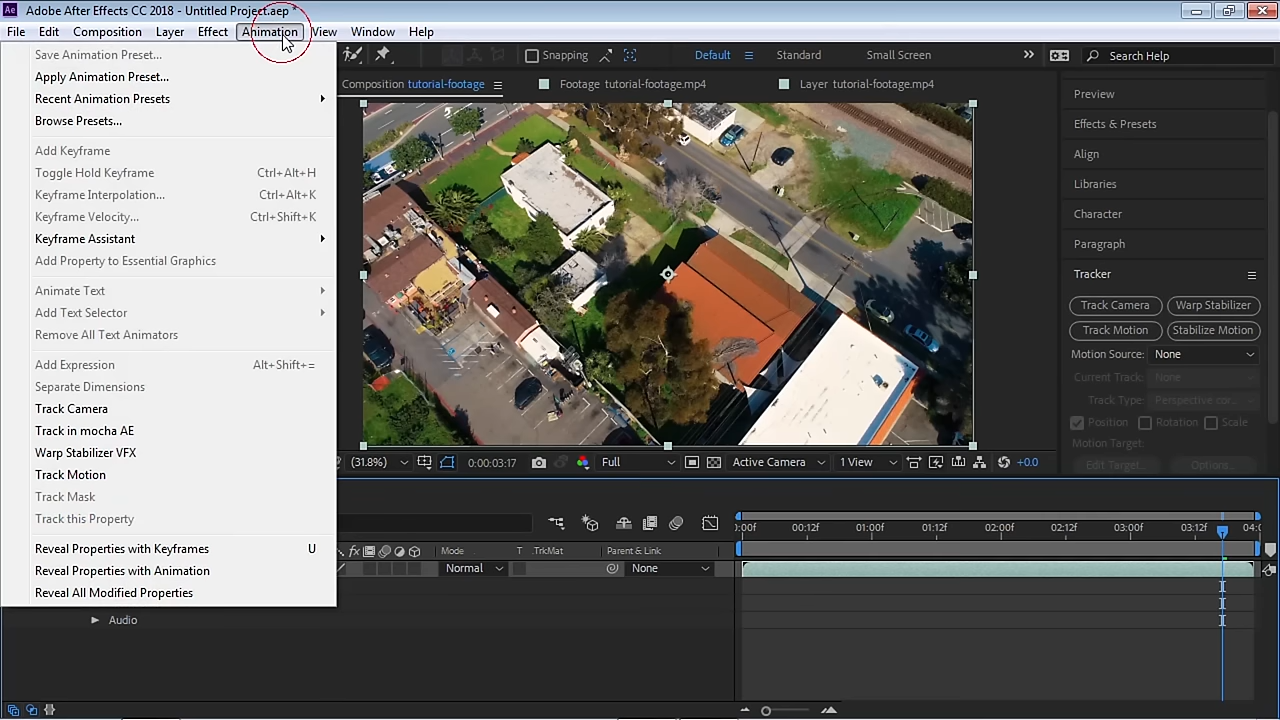 Ae Adobe After Effects CC 2018 - Untitled Project.aep *
File Edit Composition Layer Effect Animation View Window Help
Save Animation Preset...
Apply Animation Preset...
Recent Animation Presets
Browse Presets...
Add Keyframe
Toggle Hold Keyframe Ctrl+Alt+H
Keyframe Interpolation... Ctrl+Alt+K
Keyframe Velocity... Ctrl+Shift+K
Keyframe Assistant
Add Property to Essential Graphics
Animate Text
Add Text Selector
Remove All Text Animators
Add Expression Alt+Shift+=
Separate Dimensions
Track Camera
Track in mocha AE
Warp Stabilizer VFX
Track Motion
Track Mask
Track this Property
Reveal Properties with Keyframes U
Reveal Properties with Animation
Reveal All Modified Properties
Audio
Snapping Default Standard Small Screen Search Help
Composition tutorial-footage Footage tutorial-footage.mp4 Layer tutorial-footage.mp4
(31.8%) 0:00:03:17 Full Active Camera 1 View +0.0
Preview
Effects & Presets
Align
Libraries
Character
Paragraph
Tracker
Track Camera Warp Stabilizer
Track Motion Stabilize Motion
Motion Source: None
Current Track: None
Track Type: Perspective cor...
Position Rotation Scale
Motion Target:
Edit Target... Options...
0:00f 00:12f 01:00f 01:12f 02:00f 02:12f 03:00f 03:12f 04:0
fx Mode T .TrkMat Parent & Link
Normal None